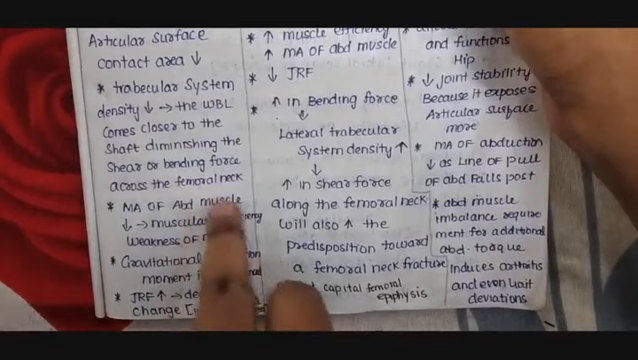 Articular Surface
contact area ↓
* trabecular System
density ↓ → the WBL
Comes closer to the
Shaft diminshing the
Shear or bending force
across the femoral neck
* MA OF Abd muscle
↓ → muscular
Weakness OF
* Gravitational
moment
* JRF ↑ →
change
* ↑ muscle efficiency
↑ MA OF abd muscle
* ↓ JRF
* ↑ in Bending force
↓
Lateral trabecular
System density ↑
↓
↑ in Shear force
along the femoral neck
will also ↑ the
predisposition toward
a femoral neck fracture
capital femoral
epphysis
and functions
Hip
* ↓ joint stability
Because it exposes
Articular surface
more
* MA OF abduction
↓ as Line of pull
OF abd Falls post
* abd muscle
imbalance require
ment for additional
abd. toaque
Induces arthritis
and even
deviations